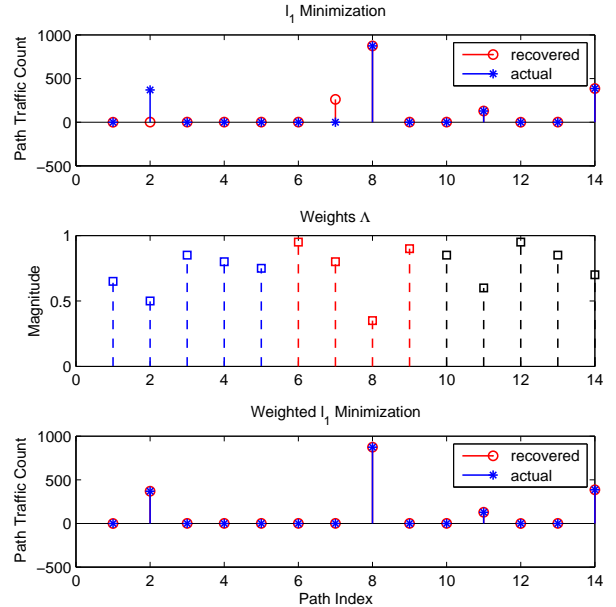 l1 Minimization
Path Traffic Count
1000
500
0
−500
0 2 4 6 8 10 12 14
recovered
actual
Weights Λ
Magnitude
1
0.5
0
0 2 4 6 8 10 12 14
Weighted l1 Minimization
Path Traffic Count
1000
500
0
−500
0 2 4 6 8 10 12 14
recovered
actual
Path Index